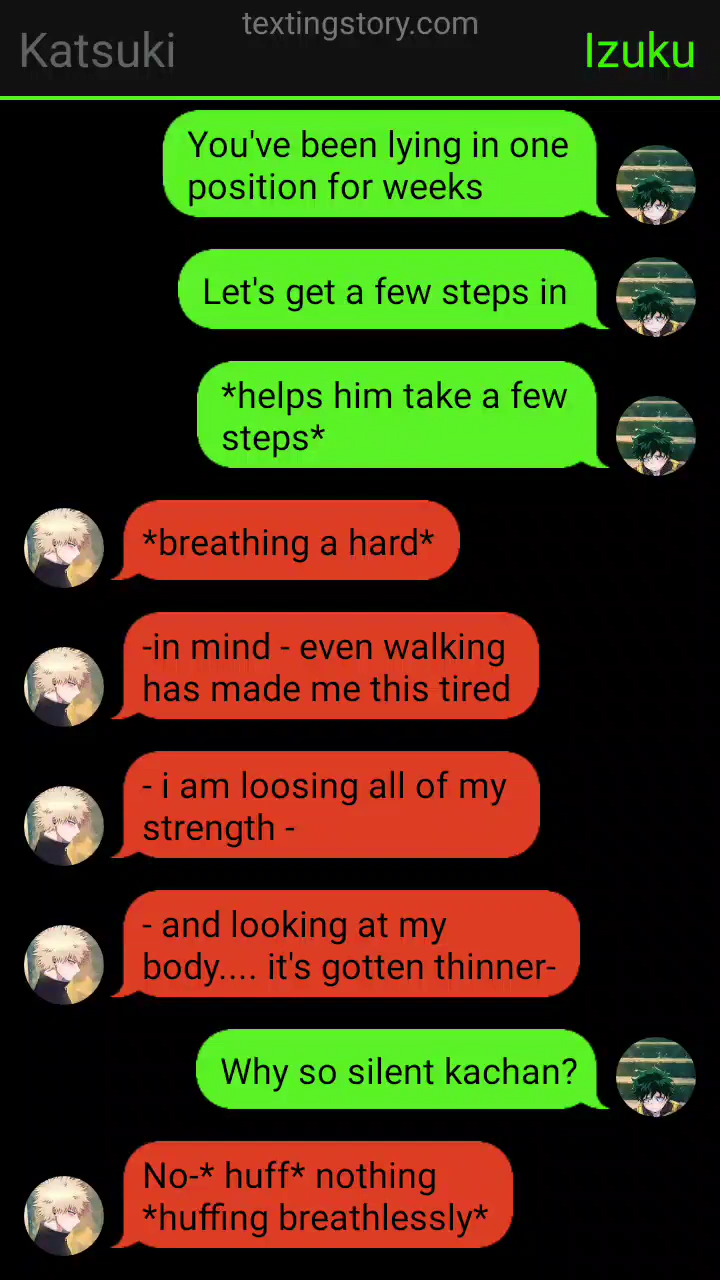 textingstory.com
Katsuki
Izuku
You've been lying in one
position for weeks
Let's get a few steps in
*helps him take a few
steps*
*breathing a hard*
-in mind - even walking
has made me this tired
- i am loosing all of my
strength -
- and looking at my
body.... it's gotten thinner-
Why so silent kachan?
No-* huff* nothing
*huffing breathlessly*